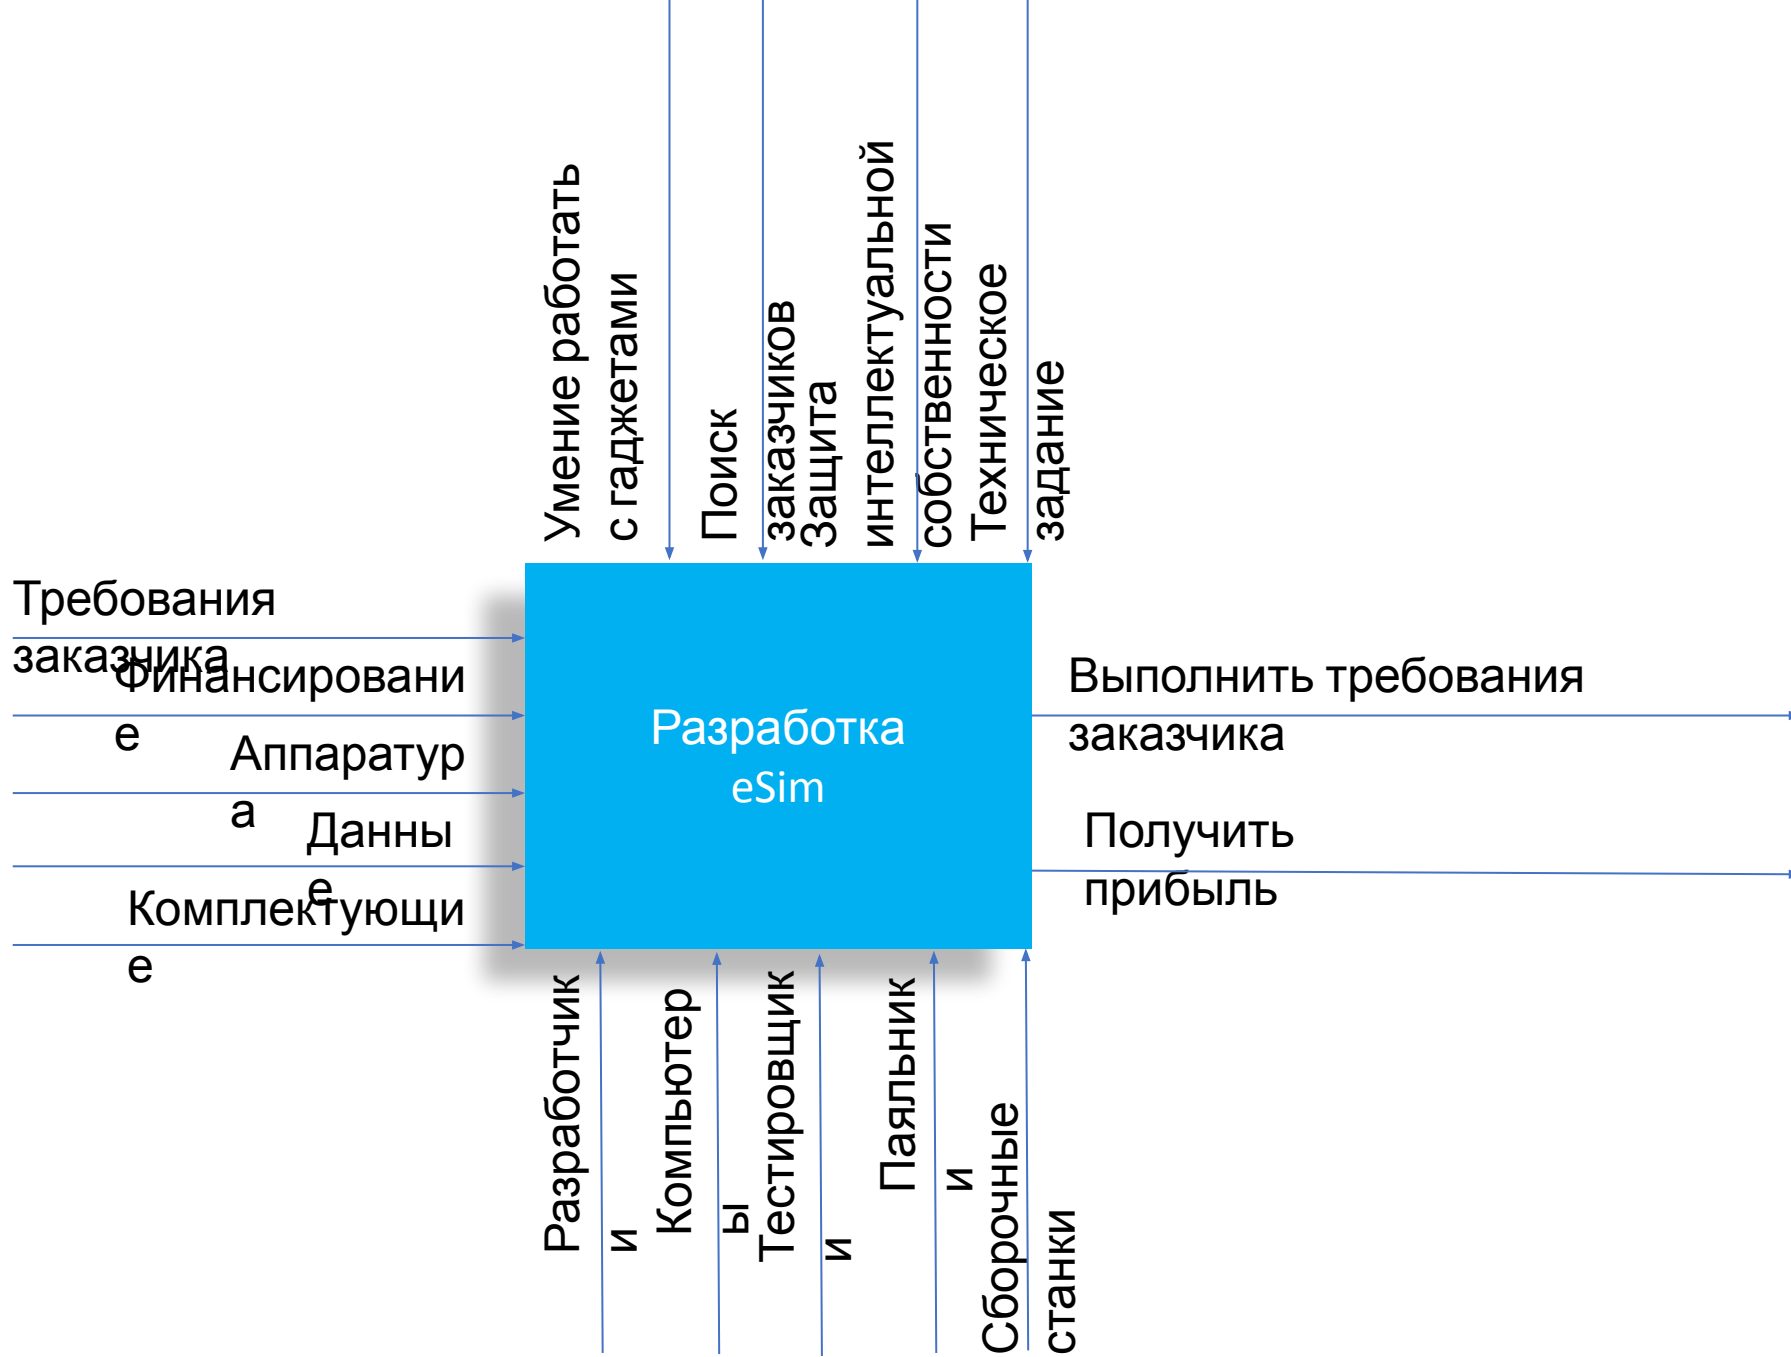 Умение работать
с гаджетами
Поиск
заказчиков
Защита
интеллектуальной
собственности
Техническое
задание
Требования
заказчика
Финансировани
е
Аппаратур
а
Данны
е
Комплектующи
е
Разработка
eSim
Выполнить требования
заказчика
Получить
прибыль
Разработчик
и
Компьютер
ы
Тестировщик
и
Паяльник
и
Сборочные
станки